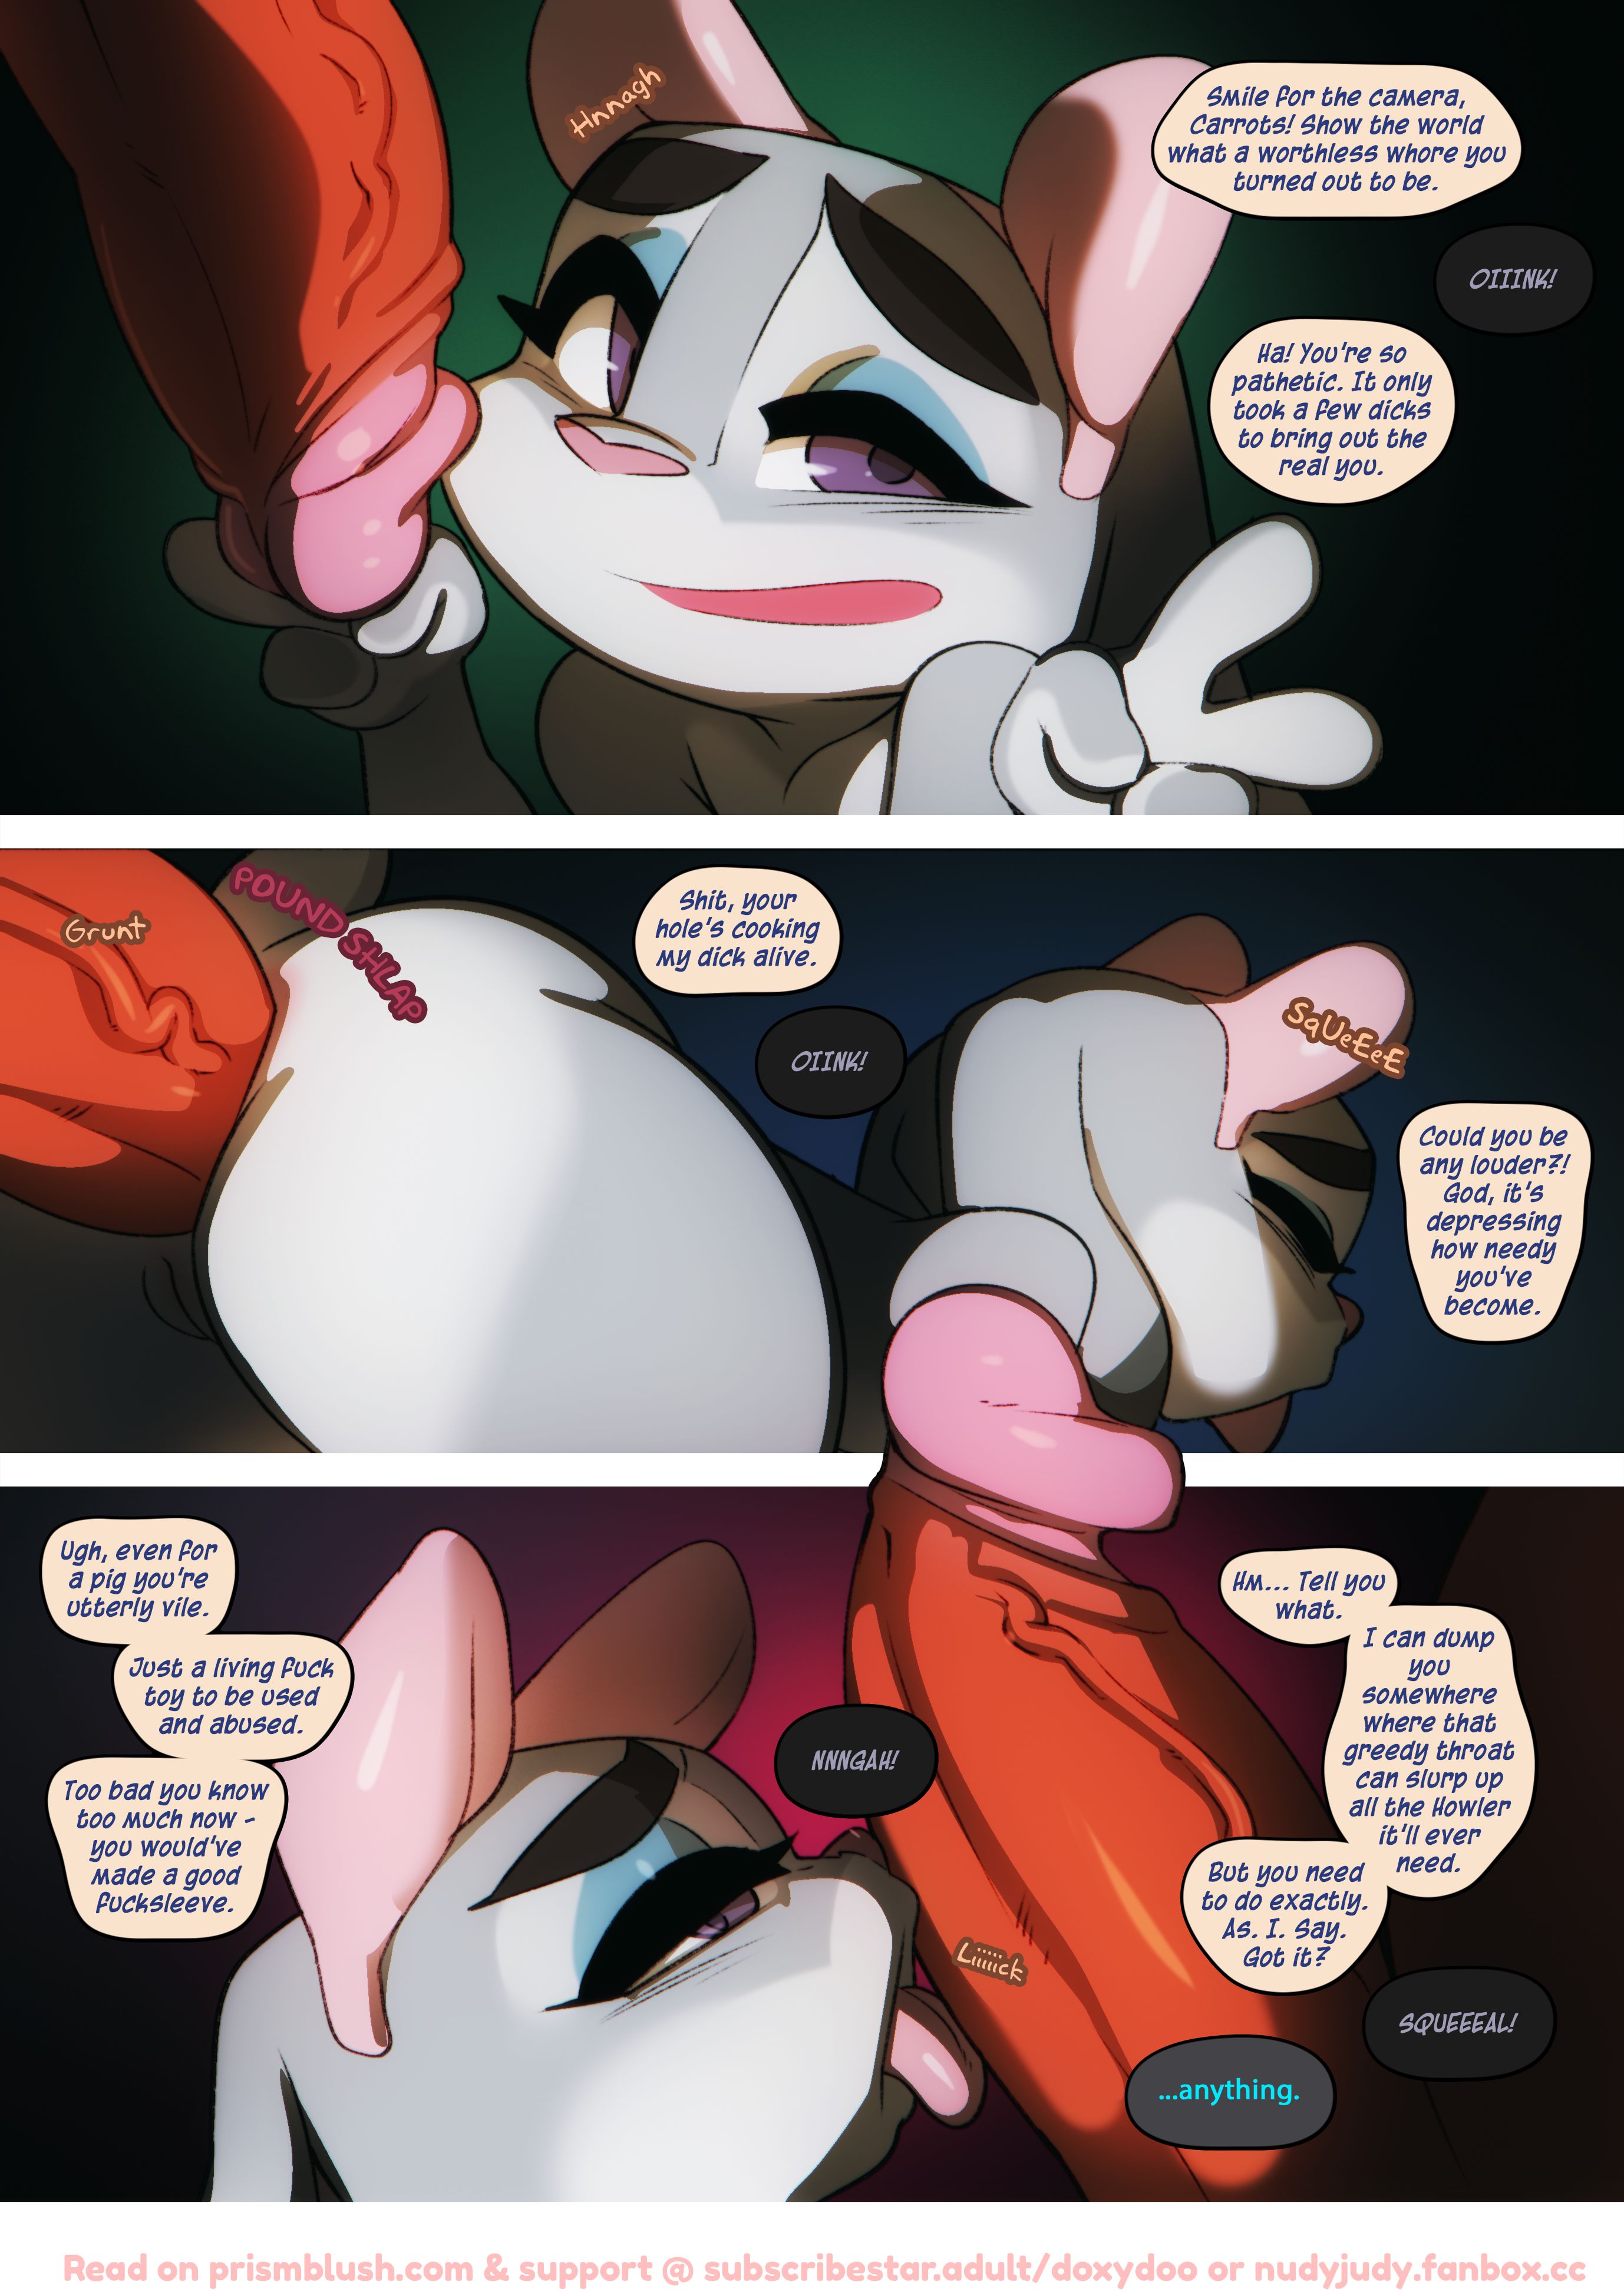 Hnnagh
Smile for the camera,
Carrots! Show the world
what a worthless whore you
turned out to be.
OIIINK!
Ha! You're so
pathetic. It only
took a few dicks
to bring out the
real you.
Grunt
POUND SHLAP
Shit, your
hole's cooking
my dick alive.
OIINK!
SqUeEeE
Could you be
any louder?!
God, it's
depressing
how needy
you've
become.
Ugh, even for
a pig you're
utterly vile.
Just a living fuck
toy to be used
and abused.
Too bad you know
too much now -
you would've
made a good
fucksleeve.
NNNGAH!
Hm... Tell you
what.
I can dump
you
somewhere
where that
greedy throat
can slurp up
all the Howler
it'll ever
need.
But you need
to do exactly.
As. I. Say.
Got it?
Liiiiick
SQUEEEAL!
...anything.
Read on prismblush.com & support @ subscribestar.adult/doxydoo or nudyjudy.fanbox.cc